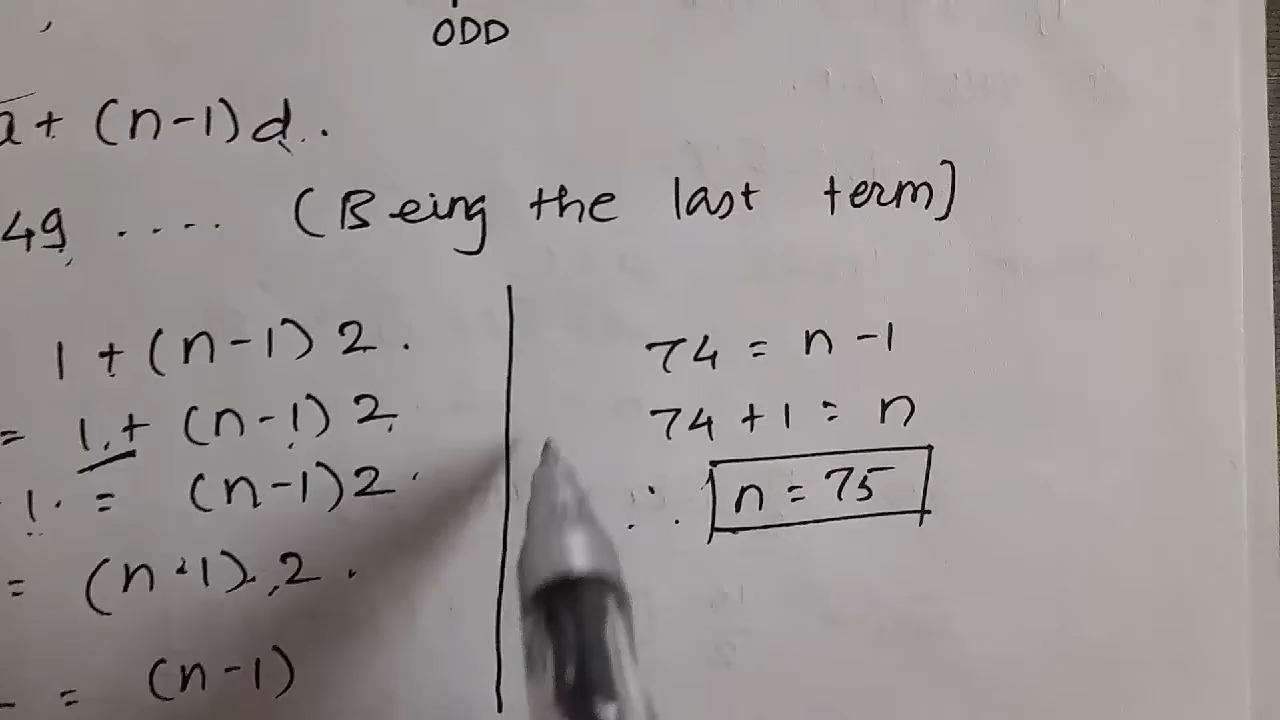 ODD
a + (n-1)d.
49 .... (Being the last term)
1 + (n-1) 2.
= 1 + (n-1) 2
1. = (n-1)2.
= (n-1) 2.
= (n-1)
74 = n -1
74 + 1 = n
∴ n = 75